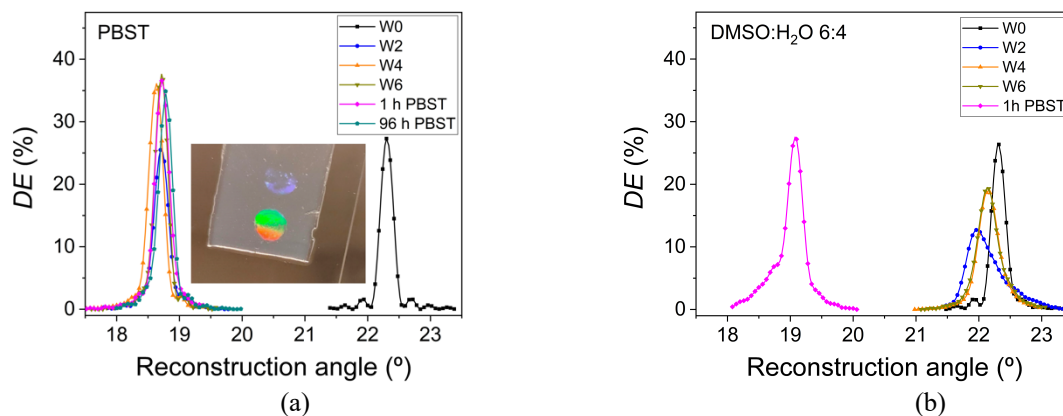 PBST
W0
W2
W4
W6
1 h PBST
96 h PBST
DE (%)
40
30
20
10
0
18 19 20 21 22 23
Reconstruction angle (º)
(a)
DMSO:H₂O 6:4
W0
W2
W4
W6
1h PBST
DE (%)
40
30
20
10
0
18 19 20 21 22 23
Reconstruction angle (º)
(b)